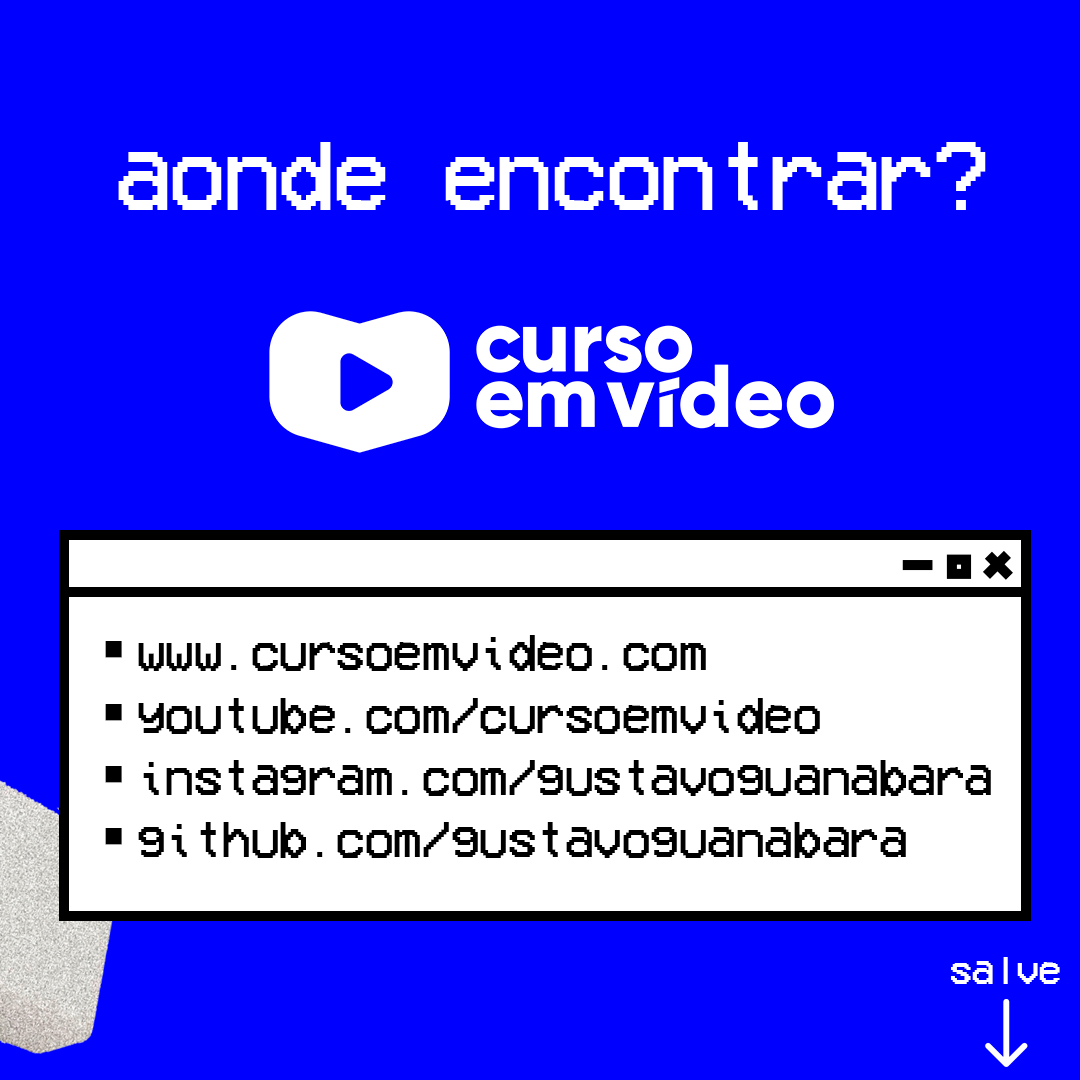 aonde encontrar?
curso
em vídeo
www.cursoemvideo.com
youtube.com/cursoemvideo
instagram.com/gustavoguanabara
github.com/gustavoguanabara
salve